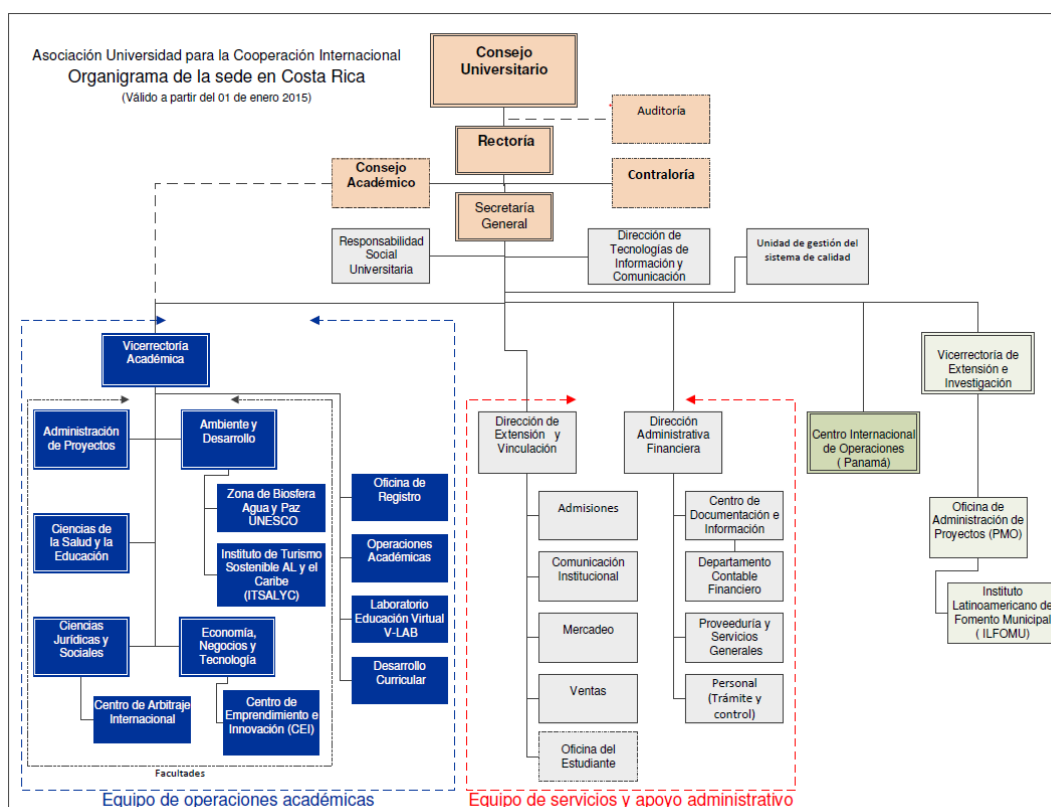 Asociación Universidad para la Cooperación Internacional
Organigrama de la sede en Costa Rica
(Válido a partir del 01 de enero 2015)
Consejo
Universitario
Auditoría
Rectoría
Consejo
Académico
Contraloría
Secretaría
General
Responsabilidad
Social
Universitaria
Dirección de
Tecnologías de
Información y
Comunicación
Unidad de gestión del
sistema de calidad
Vicerrectoría
Académica
Vicerrectoría de
Extensión e
Investigación
Administración
de Proyectos
Ambiente y
Desarrollo
Dirección de
Extensión y
Vinculación
Dirección
Administrativa
Financiera
Centro Internacional
de Operaciones
( Panamá)
Zona de Biosfera
Agua y Paz
UNESCO
Oficina de
Registro
Admisiones
Centro de
Documentación e
Información
Oficina de
Administración de
Proyectos (PMO)
Ciencias de
la Salud y la
Educación
Instituto de Turismo
Sostenible AL y el
Caribe
(ITSALYC)
Operaciones
Académicas
Comunicación
Institucional
Departamento
Contable
Financiero
Instituto
Latinoamericano de
Fomento Municipal
( ILFOMU)
Ciencias
Jurídicas y
Sociales
Economía,
Negocios y
Tecnología
Laboratorio
Educación Virtual
V-LAB
Mercadeo
Proveeduría y
Servicios
Generales
Desarrollo
Curricular
Ventas
Personal
(Trámite y
control)
Centro de Arbitraje
Internacional
Centro de
Emprendimiento e
Innovación (CEI)
Oficina del
Estudiante
Facultades
Equipo de operaciones académicas
Equipo de servicios y apoyo administrativo